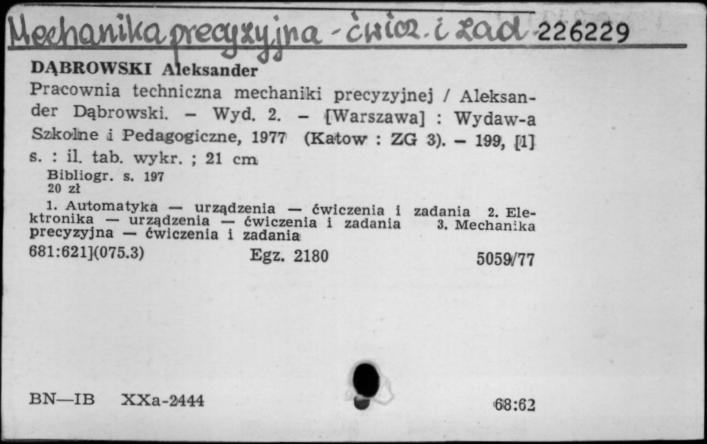 Mechanika precyzyjna - ćwicz. i zad. 226229
DĄBROWSKI Aleksander
Pracownia techniczna mechaniki precyzyjnej / Aleksan-
der Dąbrowski. — Wyd. 2. — [Warszawa] : Wydaw-a
Szkolne i Pedagogiczne, 1977 (Katow : ZG 3). — 199, [1]
s. : il. tab. wykr. ; 21 cm
Bibliogr. s. 197
20 zł
1. Automatyka — urządzenia — ćwiczenia i zadania 2. Ele-
ktronika — urządzenia — ćwiczenia i zadania 3. Mechanika
precyzyjna — ćwiczenia i zadania
681:621](075.3) Egz. 2180 5059/77
BN—IB XXa-2444 68:62